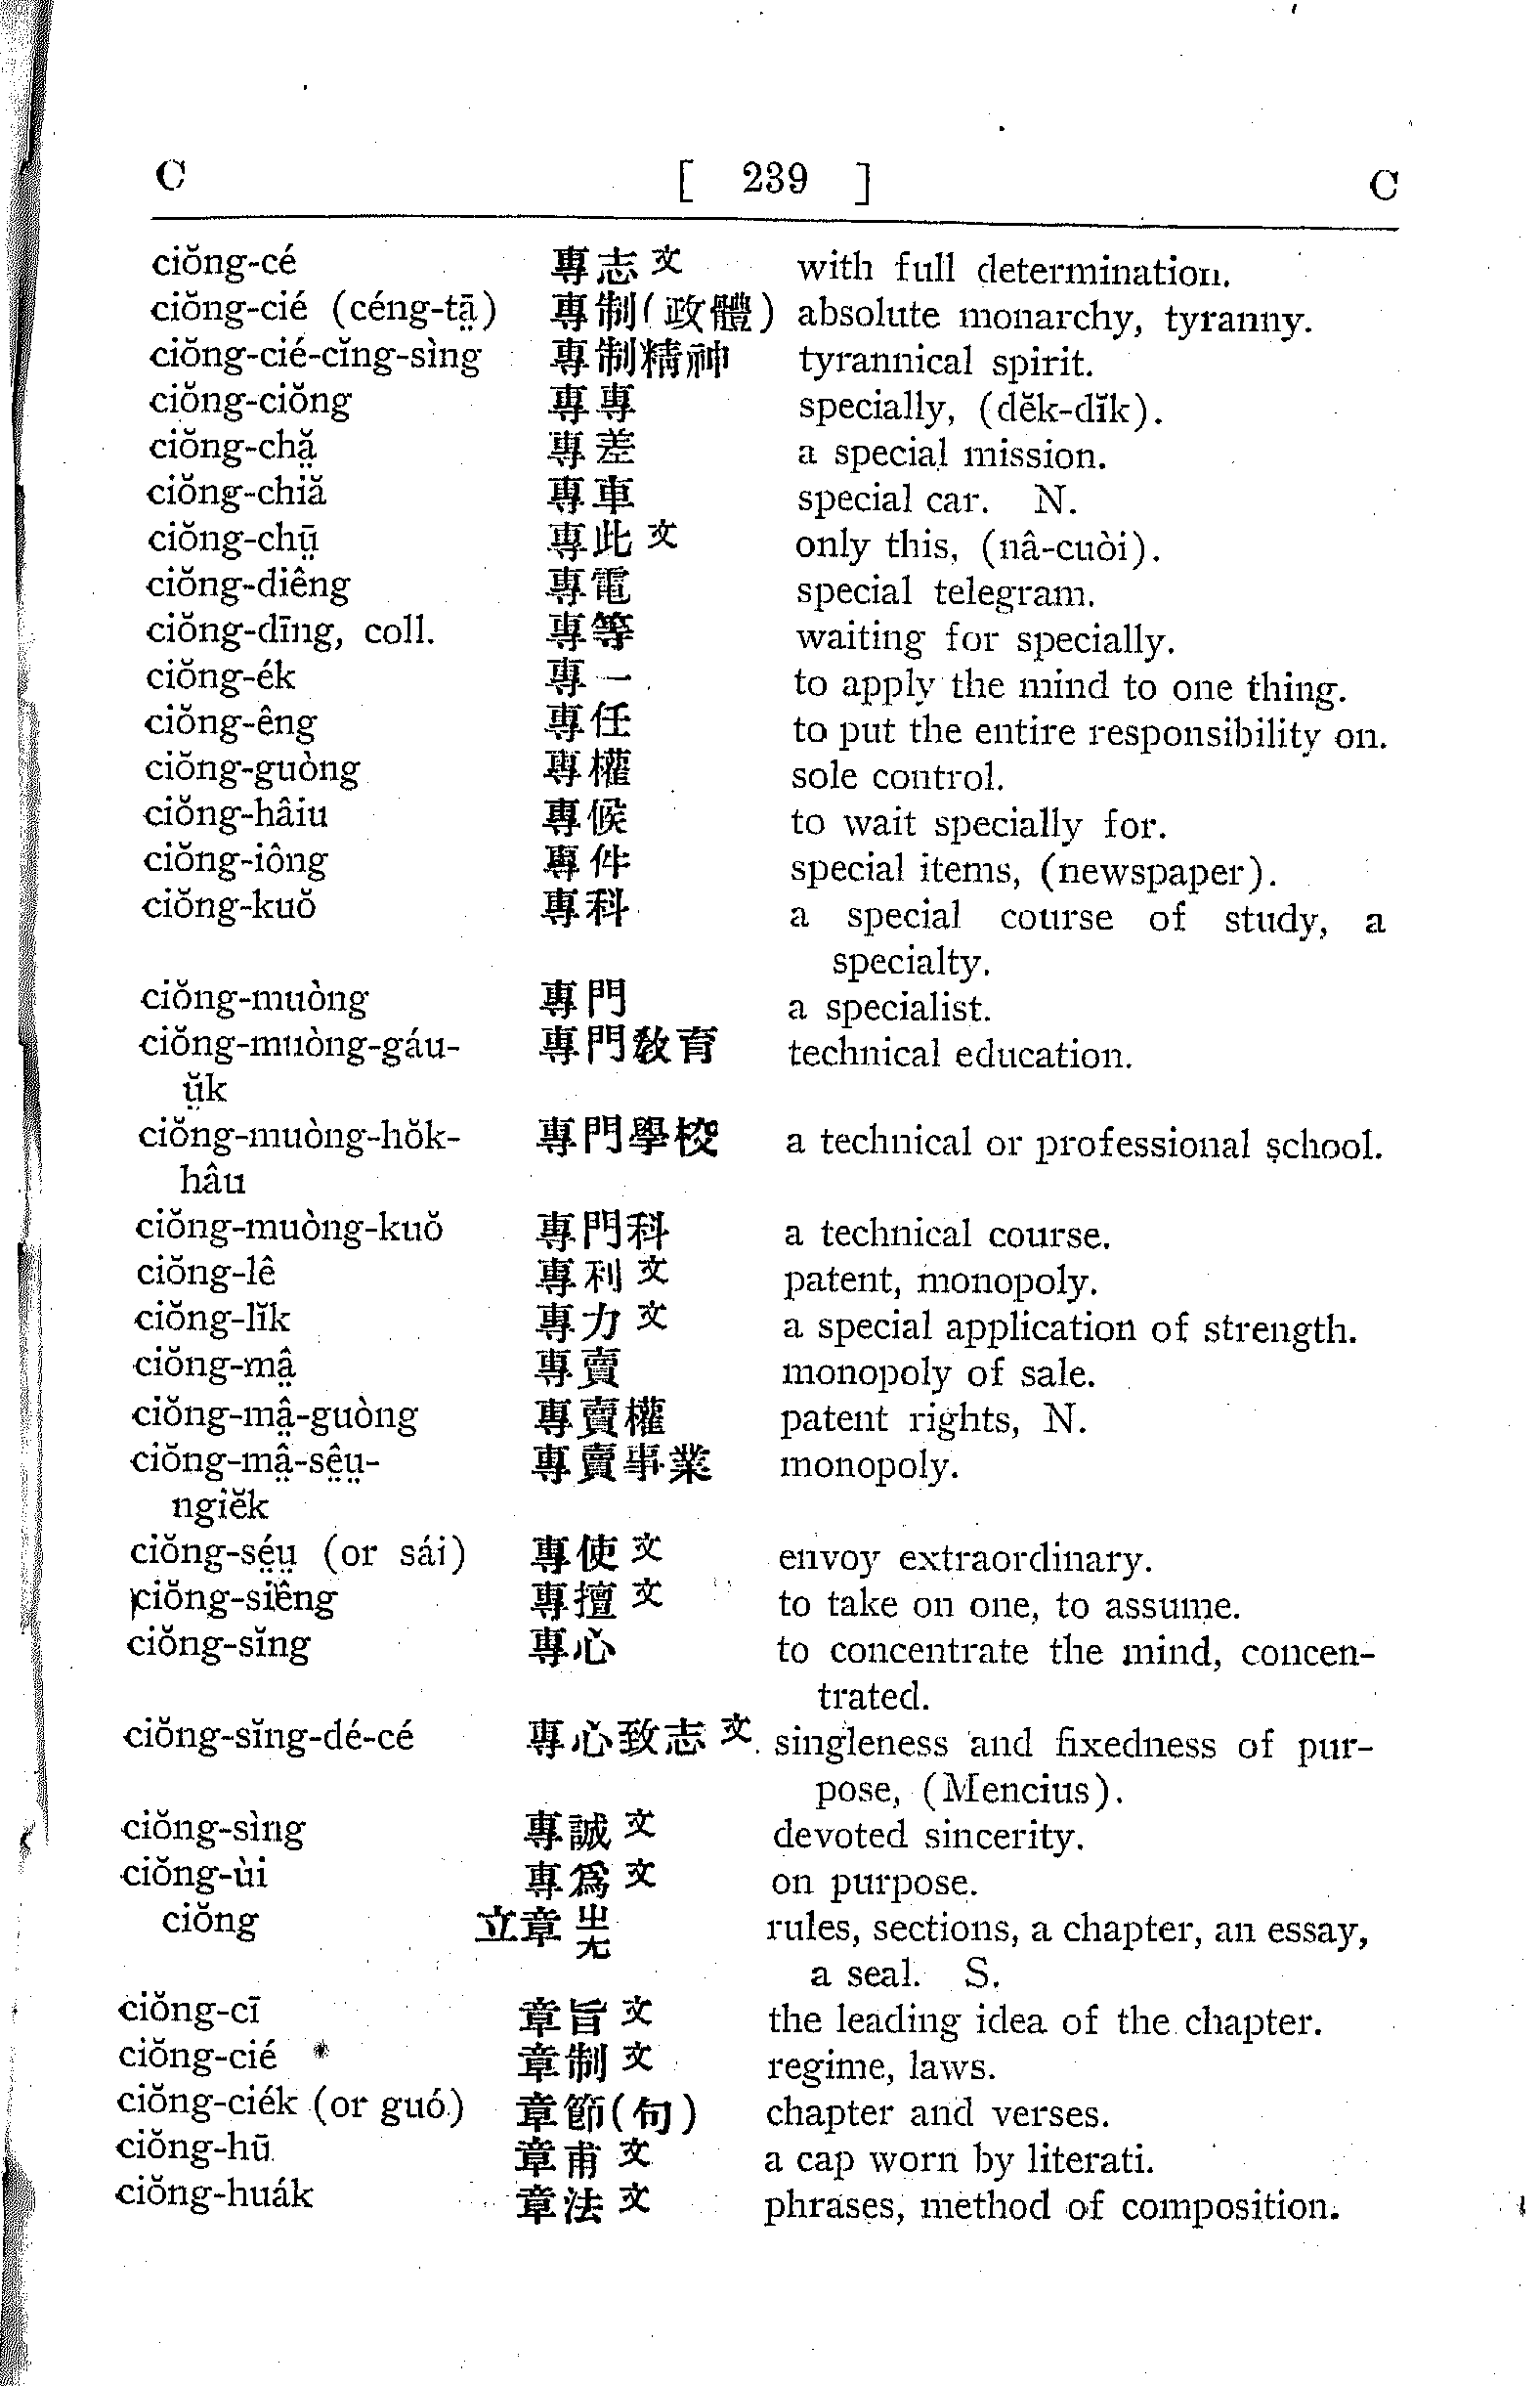 C [ 239 ] C
ciŏng-cé 專志文 with full determination.
ciŏng-cié (céng-tā̤) 專制(政體) absolute monarchy, tyranny.
ciŏng-cié-cĭng-sìng 專制精神 tyrannical spirit.
ciŏng-ciŏng 專專 specially, (dĕk-dĭk).
ciŏng-chă̤ 專差 a special mission.
ciŏng-chiă 專車 special car. N.
ciŏng-chṳ̄ 專此文 only this, (nâ-cuòi).
ciŏng-diêng 專電 special telegram.
ciŏng-dīng, coll. 專等 waiting for specially.
ciŏng-ék 專一 to apply the mind to one thing.
ciŏng-êng 專任 to put the entire responsibility on.
ciŏng-guòng 專權 sole control.
ciŏng-hâiu 專候 to wait specially for.
ciŏng-iông 專件 special items, (newspaper).
ciŏng-kuŏ 專科 a special course of study, a
specialty.
ciŏng-muòng 專門 a specialist.
ciŏng-muòng-gáu- 專門敎育 technical education.
ṳ̆k
ciŏng-muòng-hŏk- 專門學校 a technical or professional school.
hâu
ciŏng-muòng-kuŏ 專門科 a technical course.
ciŏng-lê 專利文 patent, monopoly.
ciŏng-lĭk 專力文 a special application of strength.
ciŏng-mâ̤ 專賣 monopoly of sale.
ciŏng-mâ̤-guòng 專賣權 patent rights, N.
ciŏng-mâ̤-sê̤ṳ- 專賣事業 monopoly.
ngiĕk
ciŏng-sé̤ṳ (or sái) 專使文 envoy extraordinary.
ciŏng-siêng 專擅文 to take on one, to assume.
ciŏng-sĭng 專心 to concentrate the mind, concen-
trated.
ciŏng-sĭng-dé-cé 專心致志文 singleness and fixedness of pur-
pose, (Mencius).
ciŏng-sìng 專誠文 devoted sincerity.
ciŏng-ùi 專爲文 on purpose.
ciŏng 立章ㄓㄤ rules, sections, a chapter, an essay,
a seal. S.
ciŏng-cī 章旨文 the leading idea of the chapter.
ciŏng-cié 章制文 regime, laws.
ciŏng-ciék (or guó) 章節(句) chapter and verses.
ciŏng-hū 章甫文 a cap worn by literati.
ciŏng-huák 章法文 phrases, method of composition.